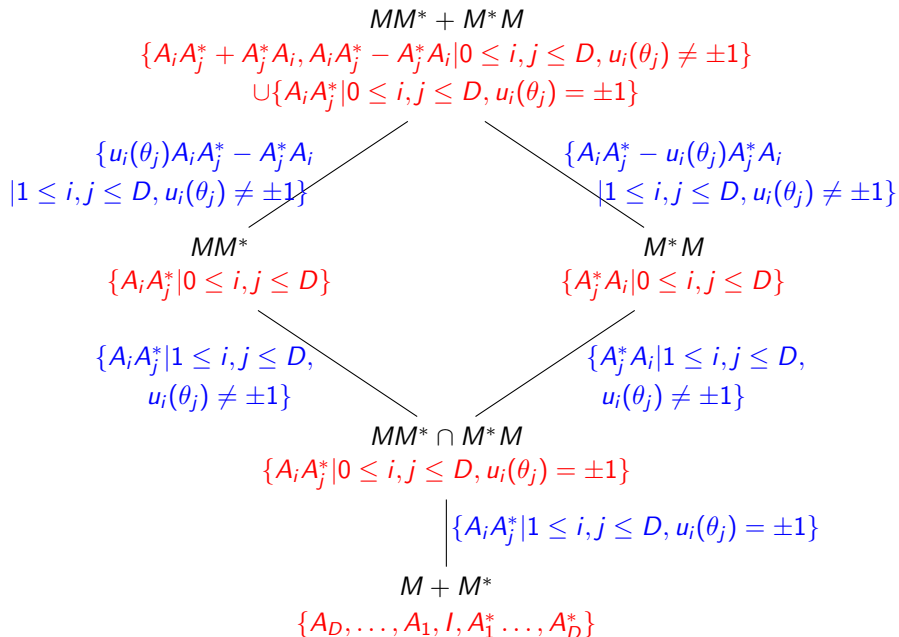 MM* + M*M
{A_iA_j^* + A_j^*A_i, A_iA_j^* − A_j^*A_i|0 ≤ i, j ≤ D, u_i(θ_j) ≠ ±1}
∪{A_iA_j^*|0 ≤ i, j ≤ D, u_i(θ_j) = ±1}
{u_i(θ_j)A_iA_j^* − A_j^*A_i
|1 ≤ i, j ≤ D, u_i(θ_j) ≠ ±1}
{A_iA_j^* − u_i(θ_j)A_j^*A_i
|1 ≤ i, j ≤ D, u_i(θ_j) ≠ ±1}
MM*
{A_iA_j^*|0 ≤ i, j ≤ D}
M*M
{A_j^*A_i|0 ≤ i, j ≤ D}
{A_iA_j^*|1 ≤ i, j ≤ D,
u_i(θ_j) ≠ ±1}
{A_j^*A_i|1 ≤ i, j ≤ D,
u_i(θ_j) ≠ ±1}
MM* ∩ M*M
{A_iA_j^*|0 ≤ i, j ≤ D, u_i(θ_j) = ±1}
{A_iA_j^*|1 ≤ i, j ≤ D, u_i(θ_j) = ±1}
M + M*
{A_D, . . . , A_1, I, A_1^* . . . , A_D^*}